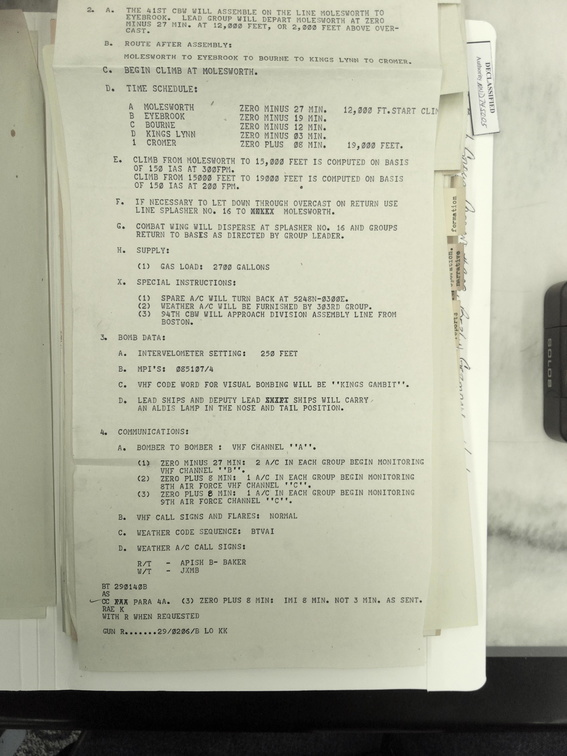 2. A. THE 41ST CBW WILL ASSEMBLE ON THE LINE MOLESWORTH TO
EYEBROOK. LEAD GROUP WILL DEPART MOLESWORTH AT ZERO
MINUS 27 MIN. AT 12,000 FEET, OR 2,000 FEET ABOVE OVER-
CAST.
B. ROUTE AFTER ASSEMBLY:
MOLESWORTH TO EYEBROOK TO BOURNE TO KINGS LYNN TO CROMER.
C. BEGIN CLIMB AT MOLESWORTH.
D. TIME SCHEDULE:
A MOLESWORTH ZERO MINUS 27 MIN. 12,000 FT.START CLIM
B EYEBROOK ZERO MINUS 19 MIN.
C BOURNE ZERO MINUS 12 MIN.
D KINGS LYNN ZERO MINUS 03 MIN.
1 CROMER ZERO PLUS 08 MIN. 19,000 FEET.
E. CLIMB FROM MOLESWORTH TO 15,000 FEET IS COMPUTED ON BASIS
OF 150 IAS AT 300FPM.
CLIMB FROM 15000 FEET TO 19000 FEET IS COMPUTED ON BASIS
OF 150 IAS AT 200 FPM.
F. IF NECESSARY TO LET DOWN THROUGH OVERCAST ON RETURN USE
LINE SPLASHER NO. 16 TO XXXXX MOLESWORTH.
G. COMBAT WING WILL DISPERSE AT SPLASHER NO. 16 AND GROUPS
RETURN TO BASES AS DIRECTED BY GROUP LEADER.
H. SUPPLY:
(1) GAS LOAD: 2700 GALLONS
X. SPECIAL INSTRUCTIONS:
(1) SPARE A/C WILL TURN BACK AT 5248N-0300E.
(2) WEATHER A/C WILL BE FURNISHED BY 303RD GROUP.
(3) 94TH CBW WILL APPROACH DIVISION ASSEMBLY LINE FROM
BOSTON.
3. BOMB DATA:
A. INTERVELOMETER SETTING: 250 FEET
B. MPI'S: 085107/4
C. VHF CODE WORD FOR VISUAL BOMBING WILL BE ''KINGS GAMBIT''.
D. LEAD SHIPS AND DEPUTY LEAD SHIPS WILL CARRY
AN ALDIS LAMP IN THE NOSE AND TAIL POSITION.
4. COMMUNICATIONS:
A. BOMBER TO BOMBER : VHF CHANNEL ''A''.
(1) ZERO MINUS 27 MIN: 2 A/C IN EACH GROUP BEGIN MONITORING
VHF CHANNEL ''B''.
(2) ZERO PLUS 8 MIN: 1 A/C IN EACH GROUP BEGIN MONITORING
8TH AIR FORCE VHF CHANNEL ''C''.
(3) ZERO PLUS 8 MIN: 1 A/C IN EACH GROUP BEGIN MONITORING
9TH AIR FORCE CHANNEL ''C''.
B. VHF CALL SIGNS AND FLARES: NORMAL
C. WEATHER CODE SEQUENCE: BTVAI
D. WEATHER A/C CALL SIGNS:
R/T - APISH B- BAKER
W/T - JXMB
BT 290140B
AS
CC PARA 4A. (3) ZERO PLUS 8 MIN: IMI 8 MIN. NOT 3 MIN. AS SENT.
RAE K
WITH R WHEN REQUESTED
GUN R.......29/0206/B LO KK
DECLASSIFIED
formation
narrative
SOLOS